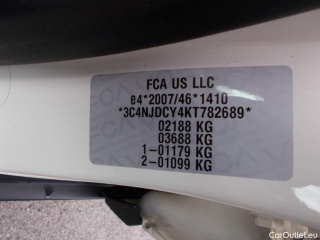 FCA US LLC
e4*2007/46*1410
*3C4NJDCY4KT782689*
02188 KG
03688 KG
1-01179 KG
2-01099 KG
CarOutlet.eu